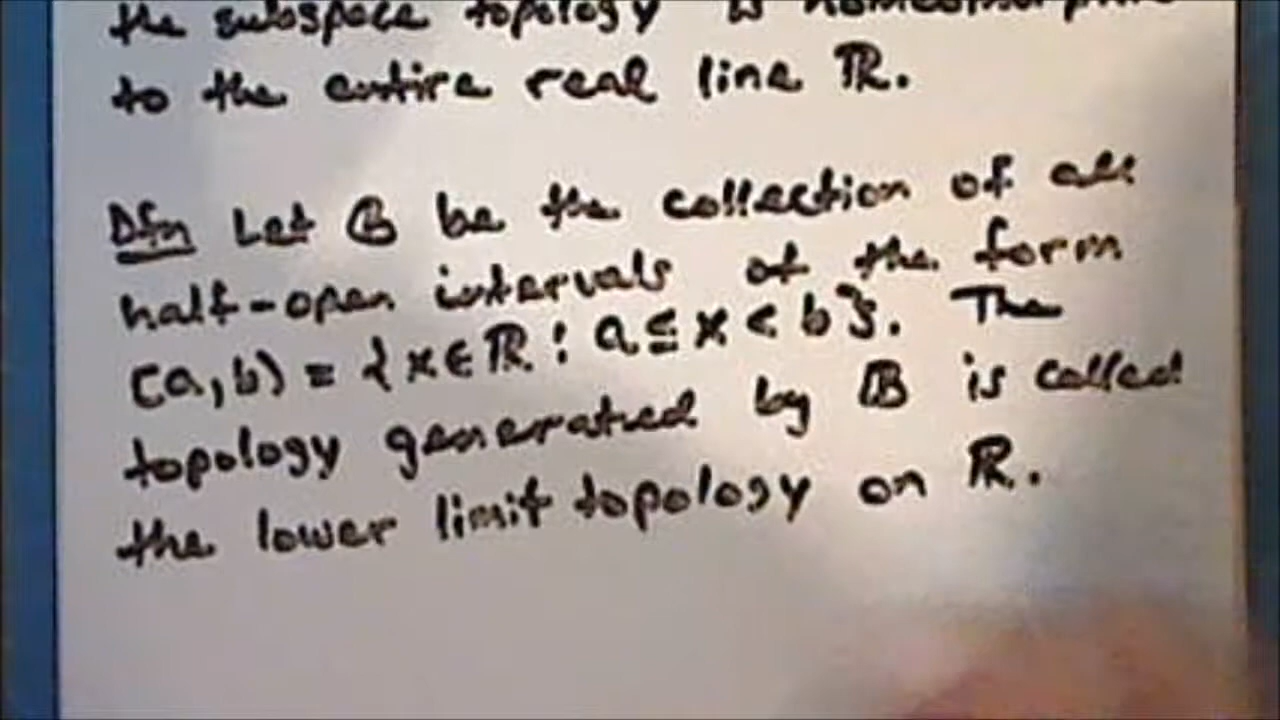 the subspace topology is homeomorphic
to the entire real line ℝ.
Dfn Let B be the collection of all
half-open intervals of the form
[a,b) = {x∈ℝ : a ≤ x < b}. The
topology generated by B is called
the lower limit topology on ℝ.